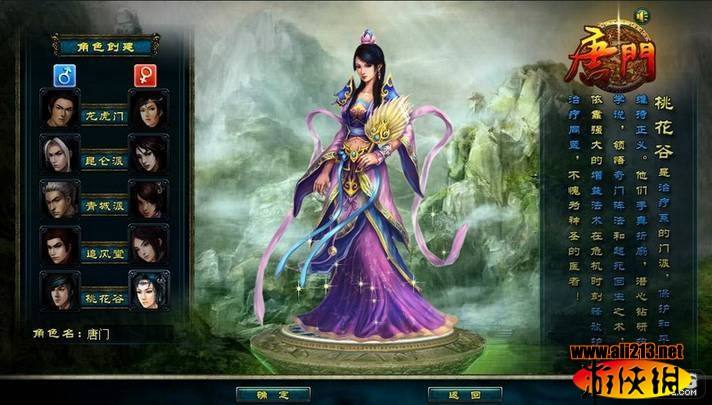 角色创建
龙虎门
昆仑派
青城派
追风堂
桃花谷
角色名：唐门
确定
返回
唐門
桃花谷是治疗系的门派，保护和平
维持正义。他们手折扇，潜心钻研
学说，领悟奇门阵法和起死回生之术
依靠强大的增益法术在危机时刻释放
治疗同盟，不愧为神圣的医者！
www.ali213.net
游侠网